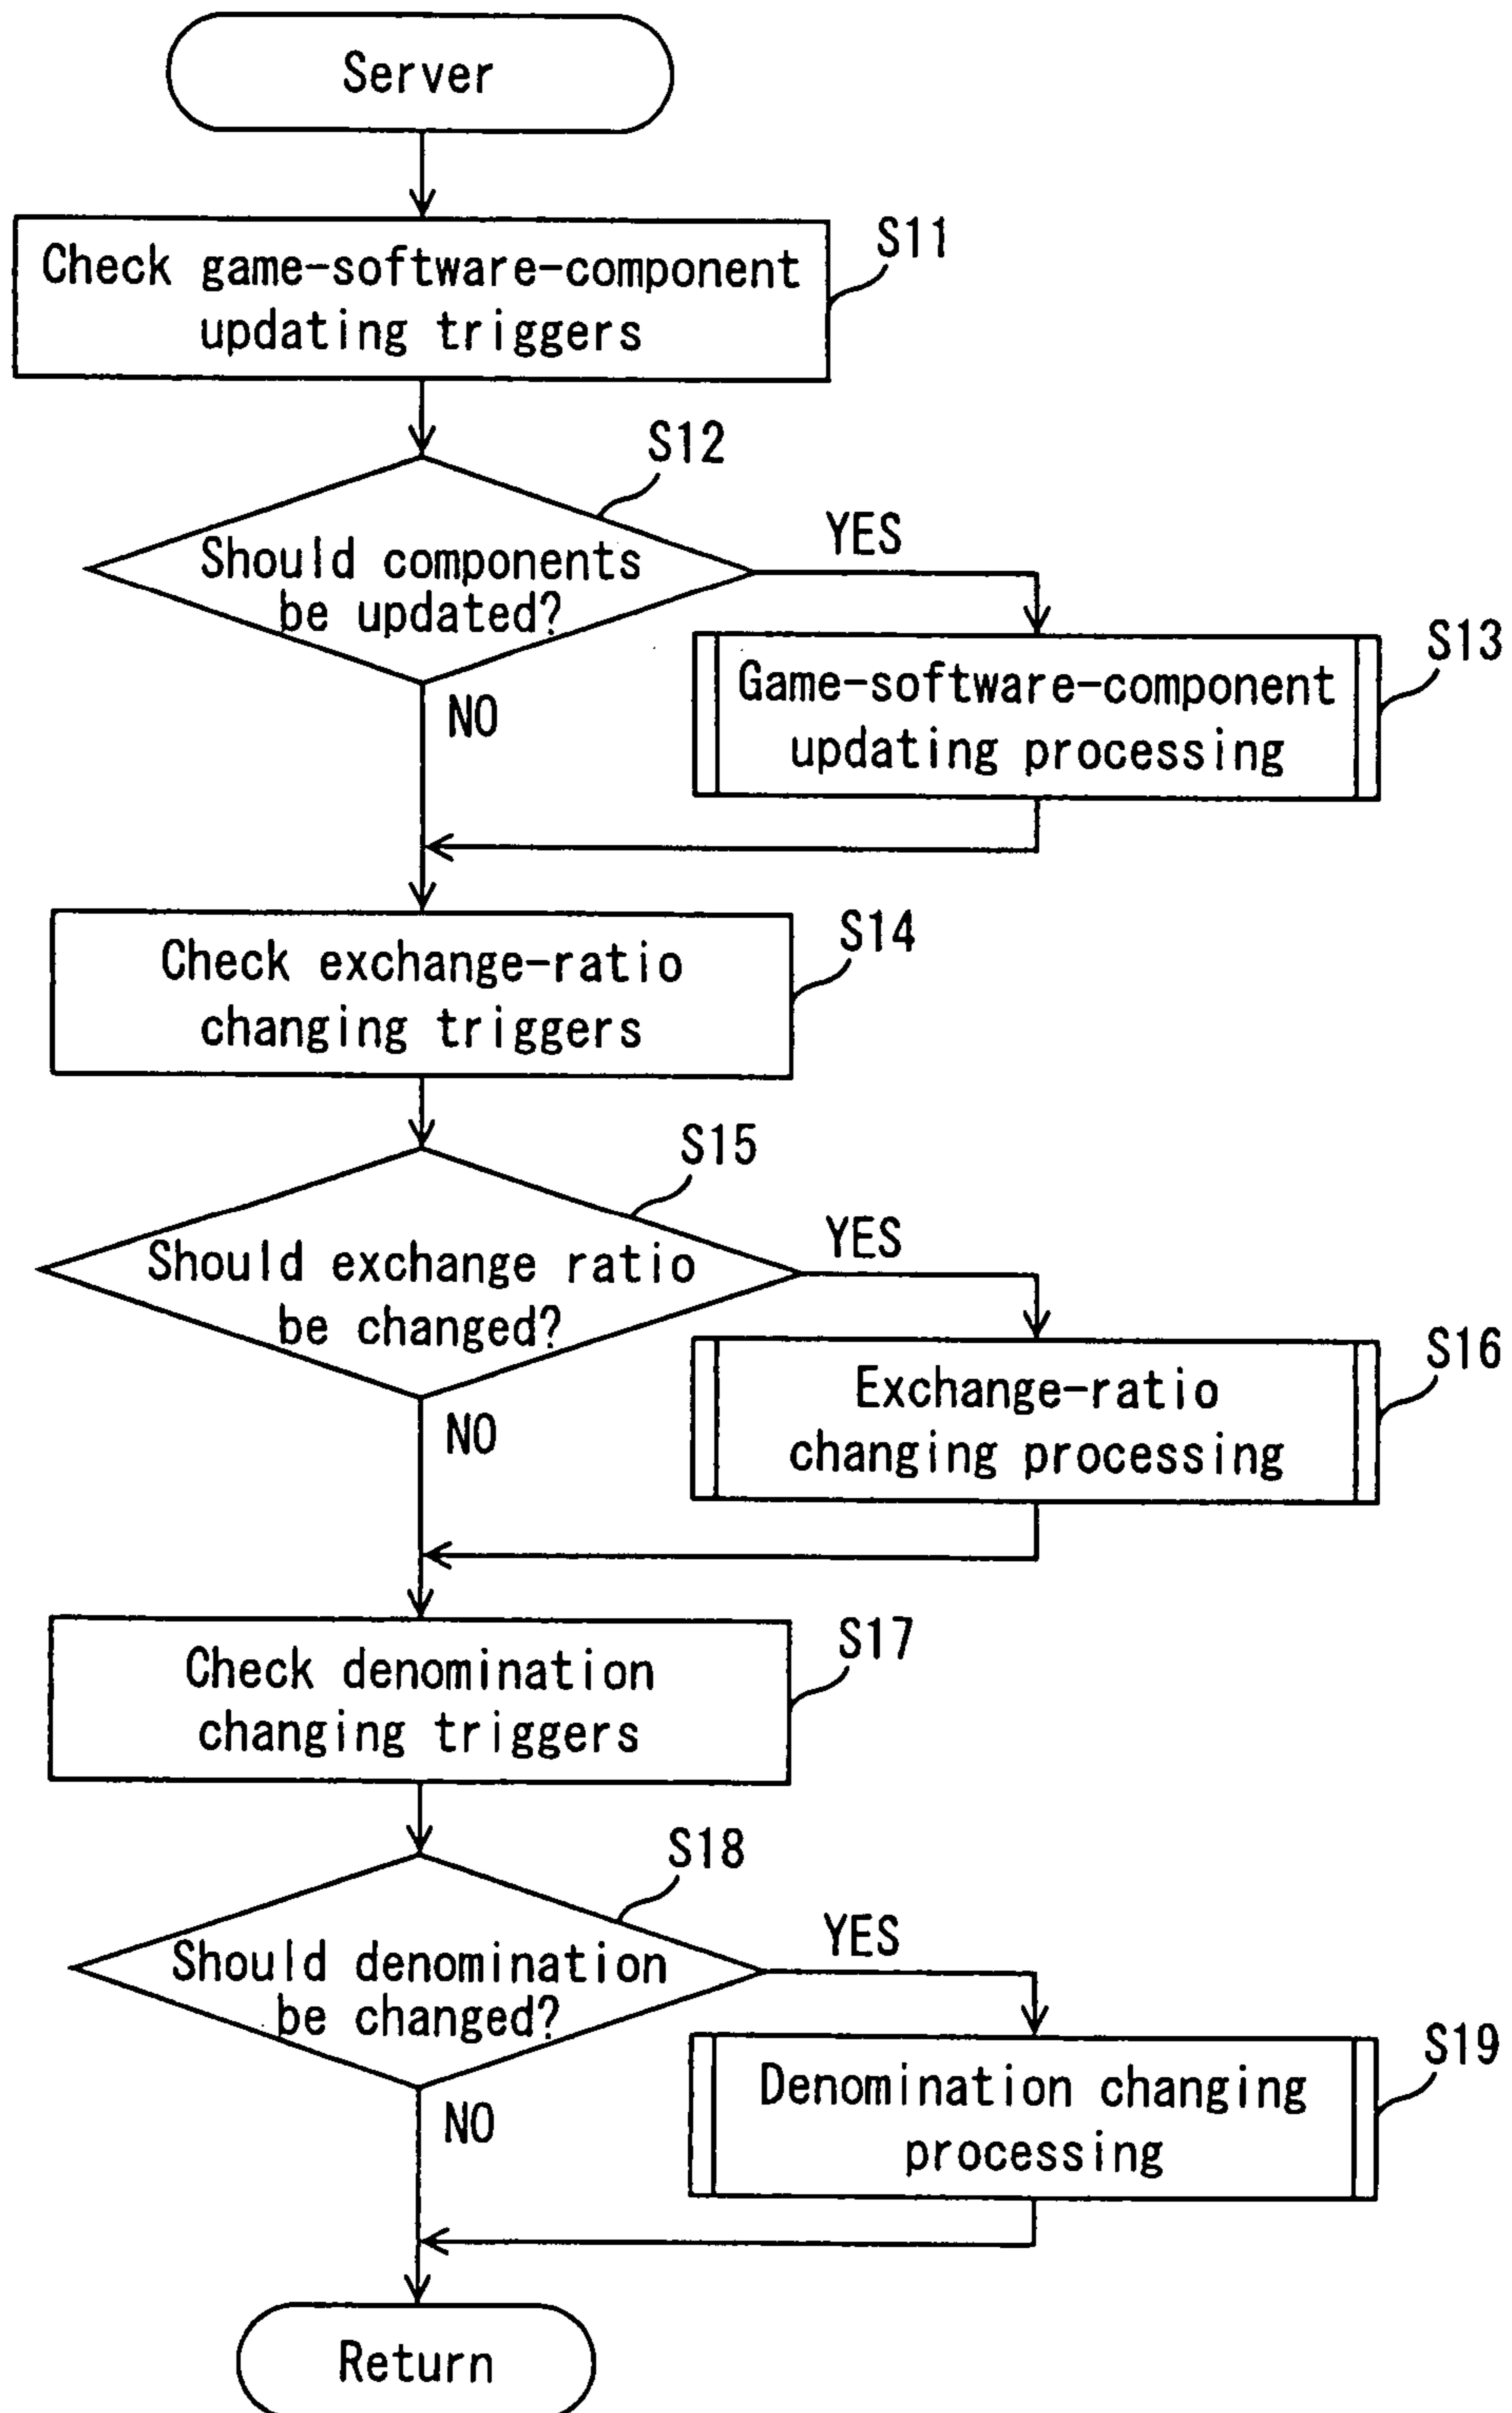 Server
S11
Check game-software-component
updating triggers
S12
Should components
be updated?
YES
NO
S13
Game-software-component
updating processing
S14
Check exchange-ratio
changing triggers
S15
Should exchange ratio
be changed?
YES
NO
S16
Exchange-ratio
changing processing
S17
Check denomination
changing triggers
S18
Should denomination
be changed?
YES
NO
S19
Denomination changing
processing
Return